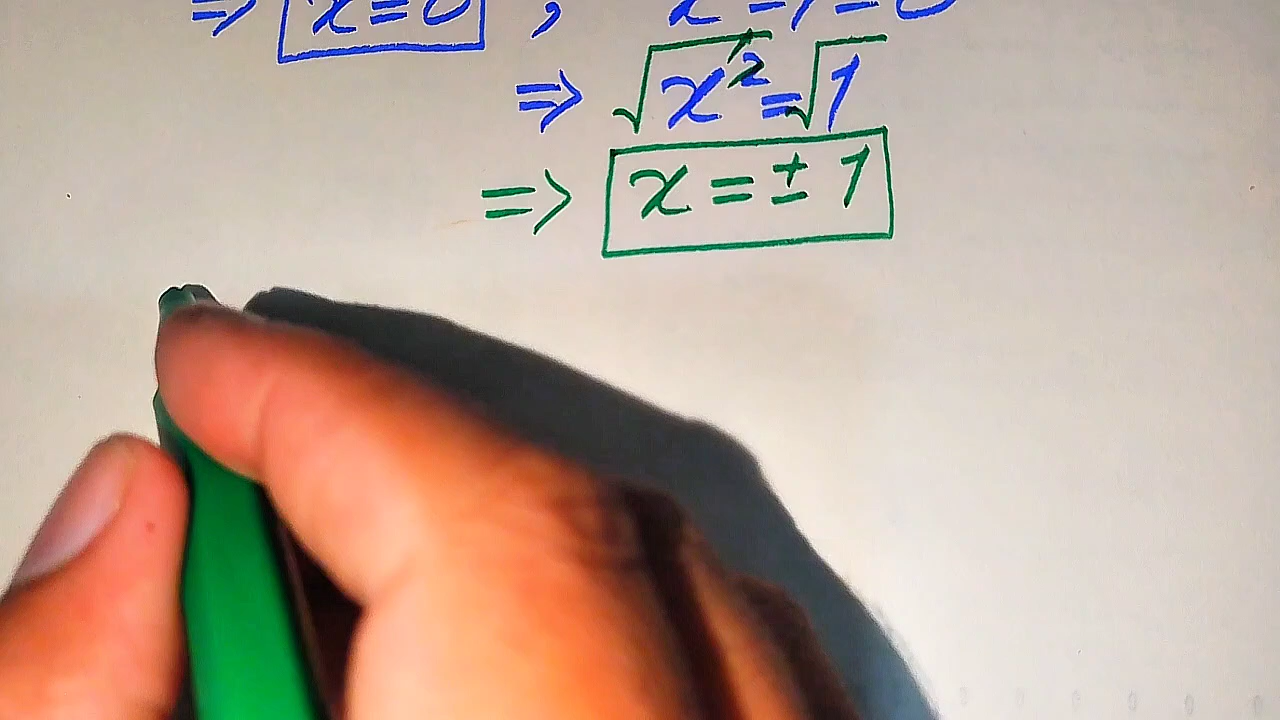 ⇒ x=0 , x²-1=0
⇒ √x² = √1
⇒ x = ± 1